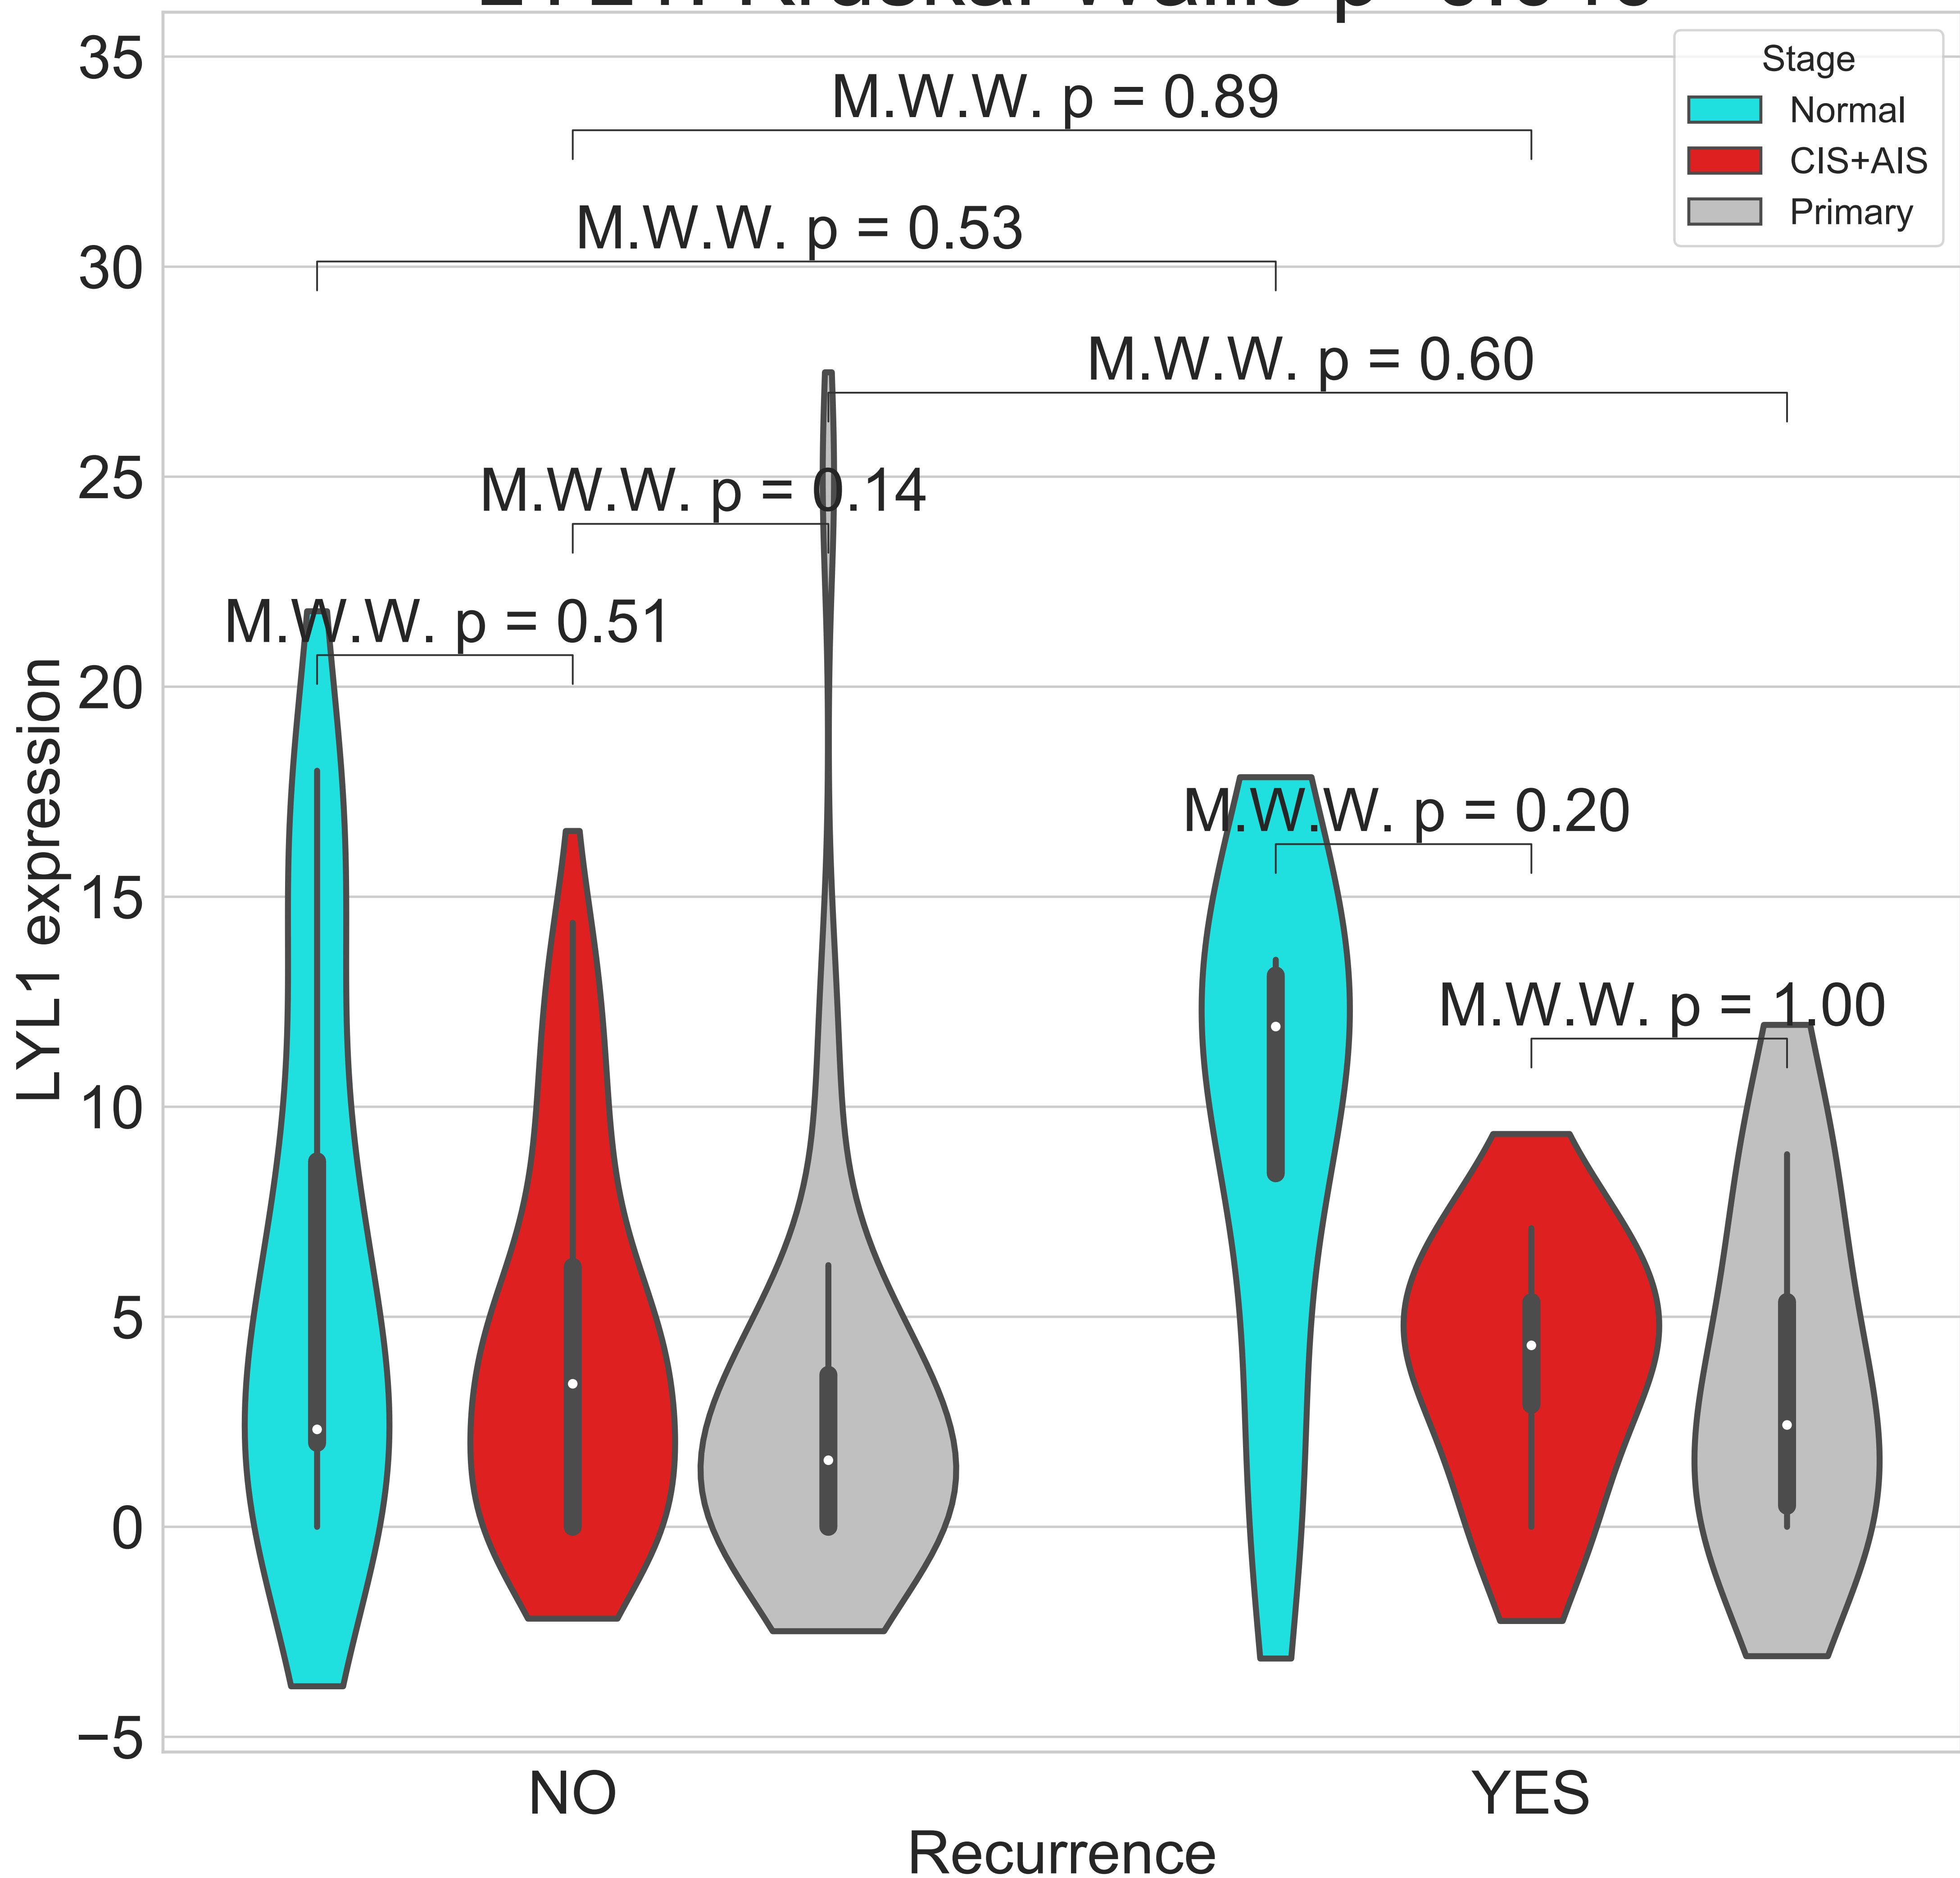 35
30
25
20
15
10
5
0
−5
LYL1 expression
M.W.W. p = 0.89
M.W.W. p = 0.53
M.W.W. p = 0.60
M.W.W. p = 0.14
M.W.W. p = 0.51
M.W.W. p = 0.20
M.W.W. p = 1.00
Stage
Normal
CIS+AIS
Primary
NO
YES
Recurrence